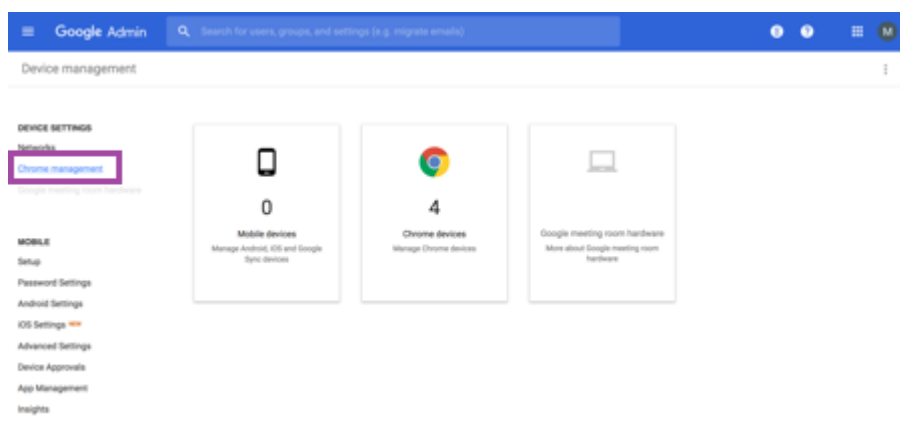 Google Admin
Search for users, groups, and settings (e.g. migrate emails)
M
Device management
DEVICE SETTINGS
Networks
Chrome management
Google meeting room hardware
MOBILE
Setup
Password Settings
Android Settings
iOS Settings NEW
Advanced Settings
Device Approvals
App Management
Insights
0
Mobile devices
Manage Android, iOS and Google
Sync devices
4
Chrome devices
Manage Chrome devices
Google meeting room hardware
More about Google meeting room
hardware